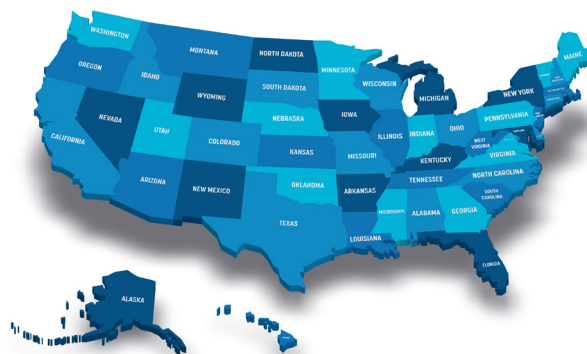 WASHINGTON
MONTANA
NORTH DAKOTA
MINNESOTA
MAINE
OREGON
IDAHO
WYOMING
SOUTH DAKOTA
WISCONSIN
MICHIGAN
NEW YORK
NEVADA
UTAH
COLORADO
NEBRASKA
IOWA
ILLINOIS
INDIANA
OHIO
PENNSYLVANIA
CALIFORNIA
KANSAS
MISSOURI
KENTUCKY
WEST
VIRGINIA
VIRGINIA
ARIZONA
NEW MEXICO
OKLAHOMA
ARKANSAS
TENNESSEE
NORTH CAROLINA
SOUTH
CAROLINA
TEXAS
LOUISIANA
MISSISSIPPI
ALABAMA
GEORGIA
FLORIDA
ALASKA